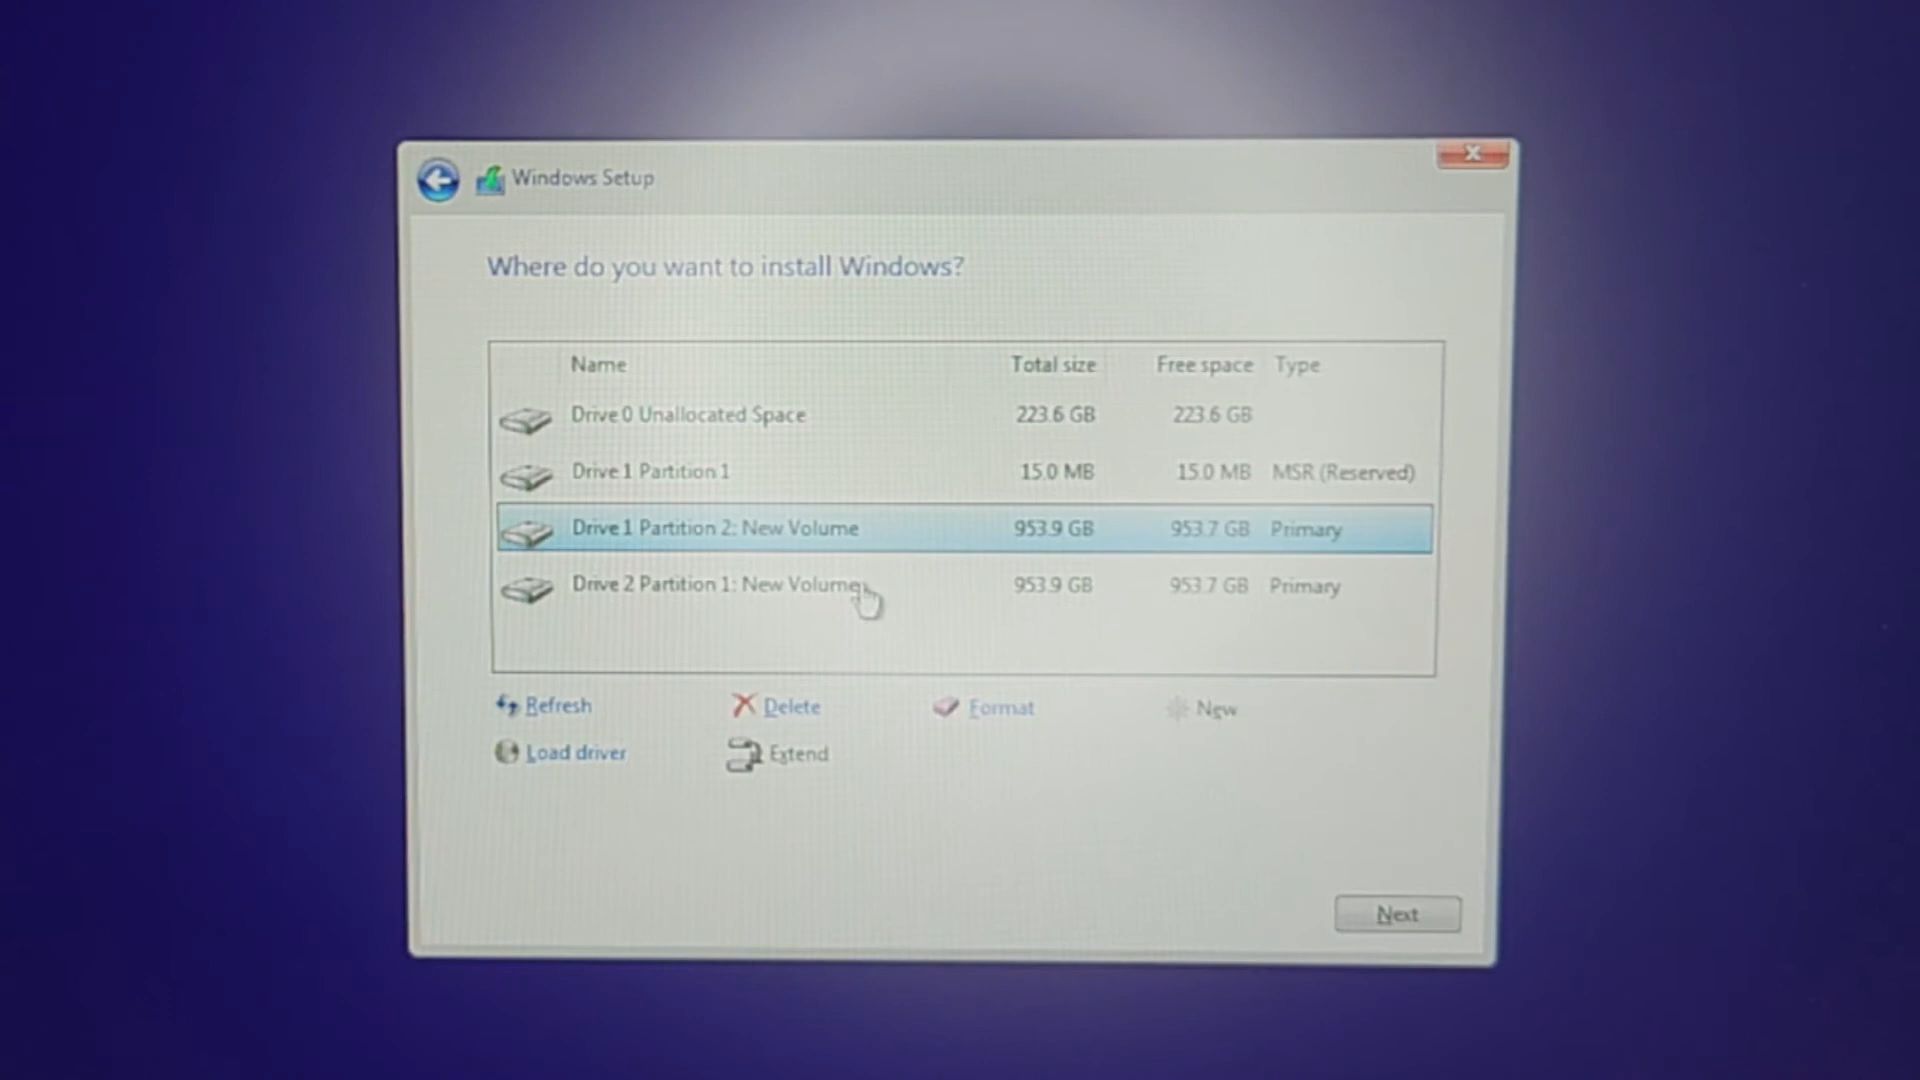 Windows Setup
Where do you want to install Windows?
Name Total size Free space Type
Drive 0 Unallocated Space 223.6 GB 223.6 GB
Drive 1 Partition 1 15.0 MB 15.0 MB MSR (Reserved)
Drive 1 Partition 2: New Volume 953.9 GB 953.7 GB Primary
Drive 2 Partition 1: New Volume 953.9 GB 953.7 GB Primary
Refresh Delete Format New
Load driver Extend
Next